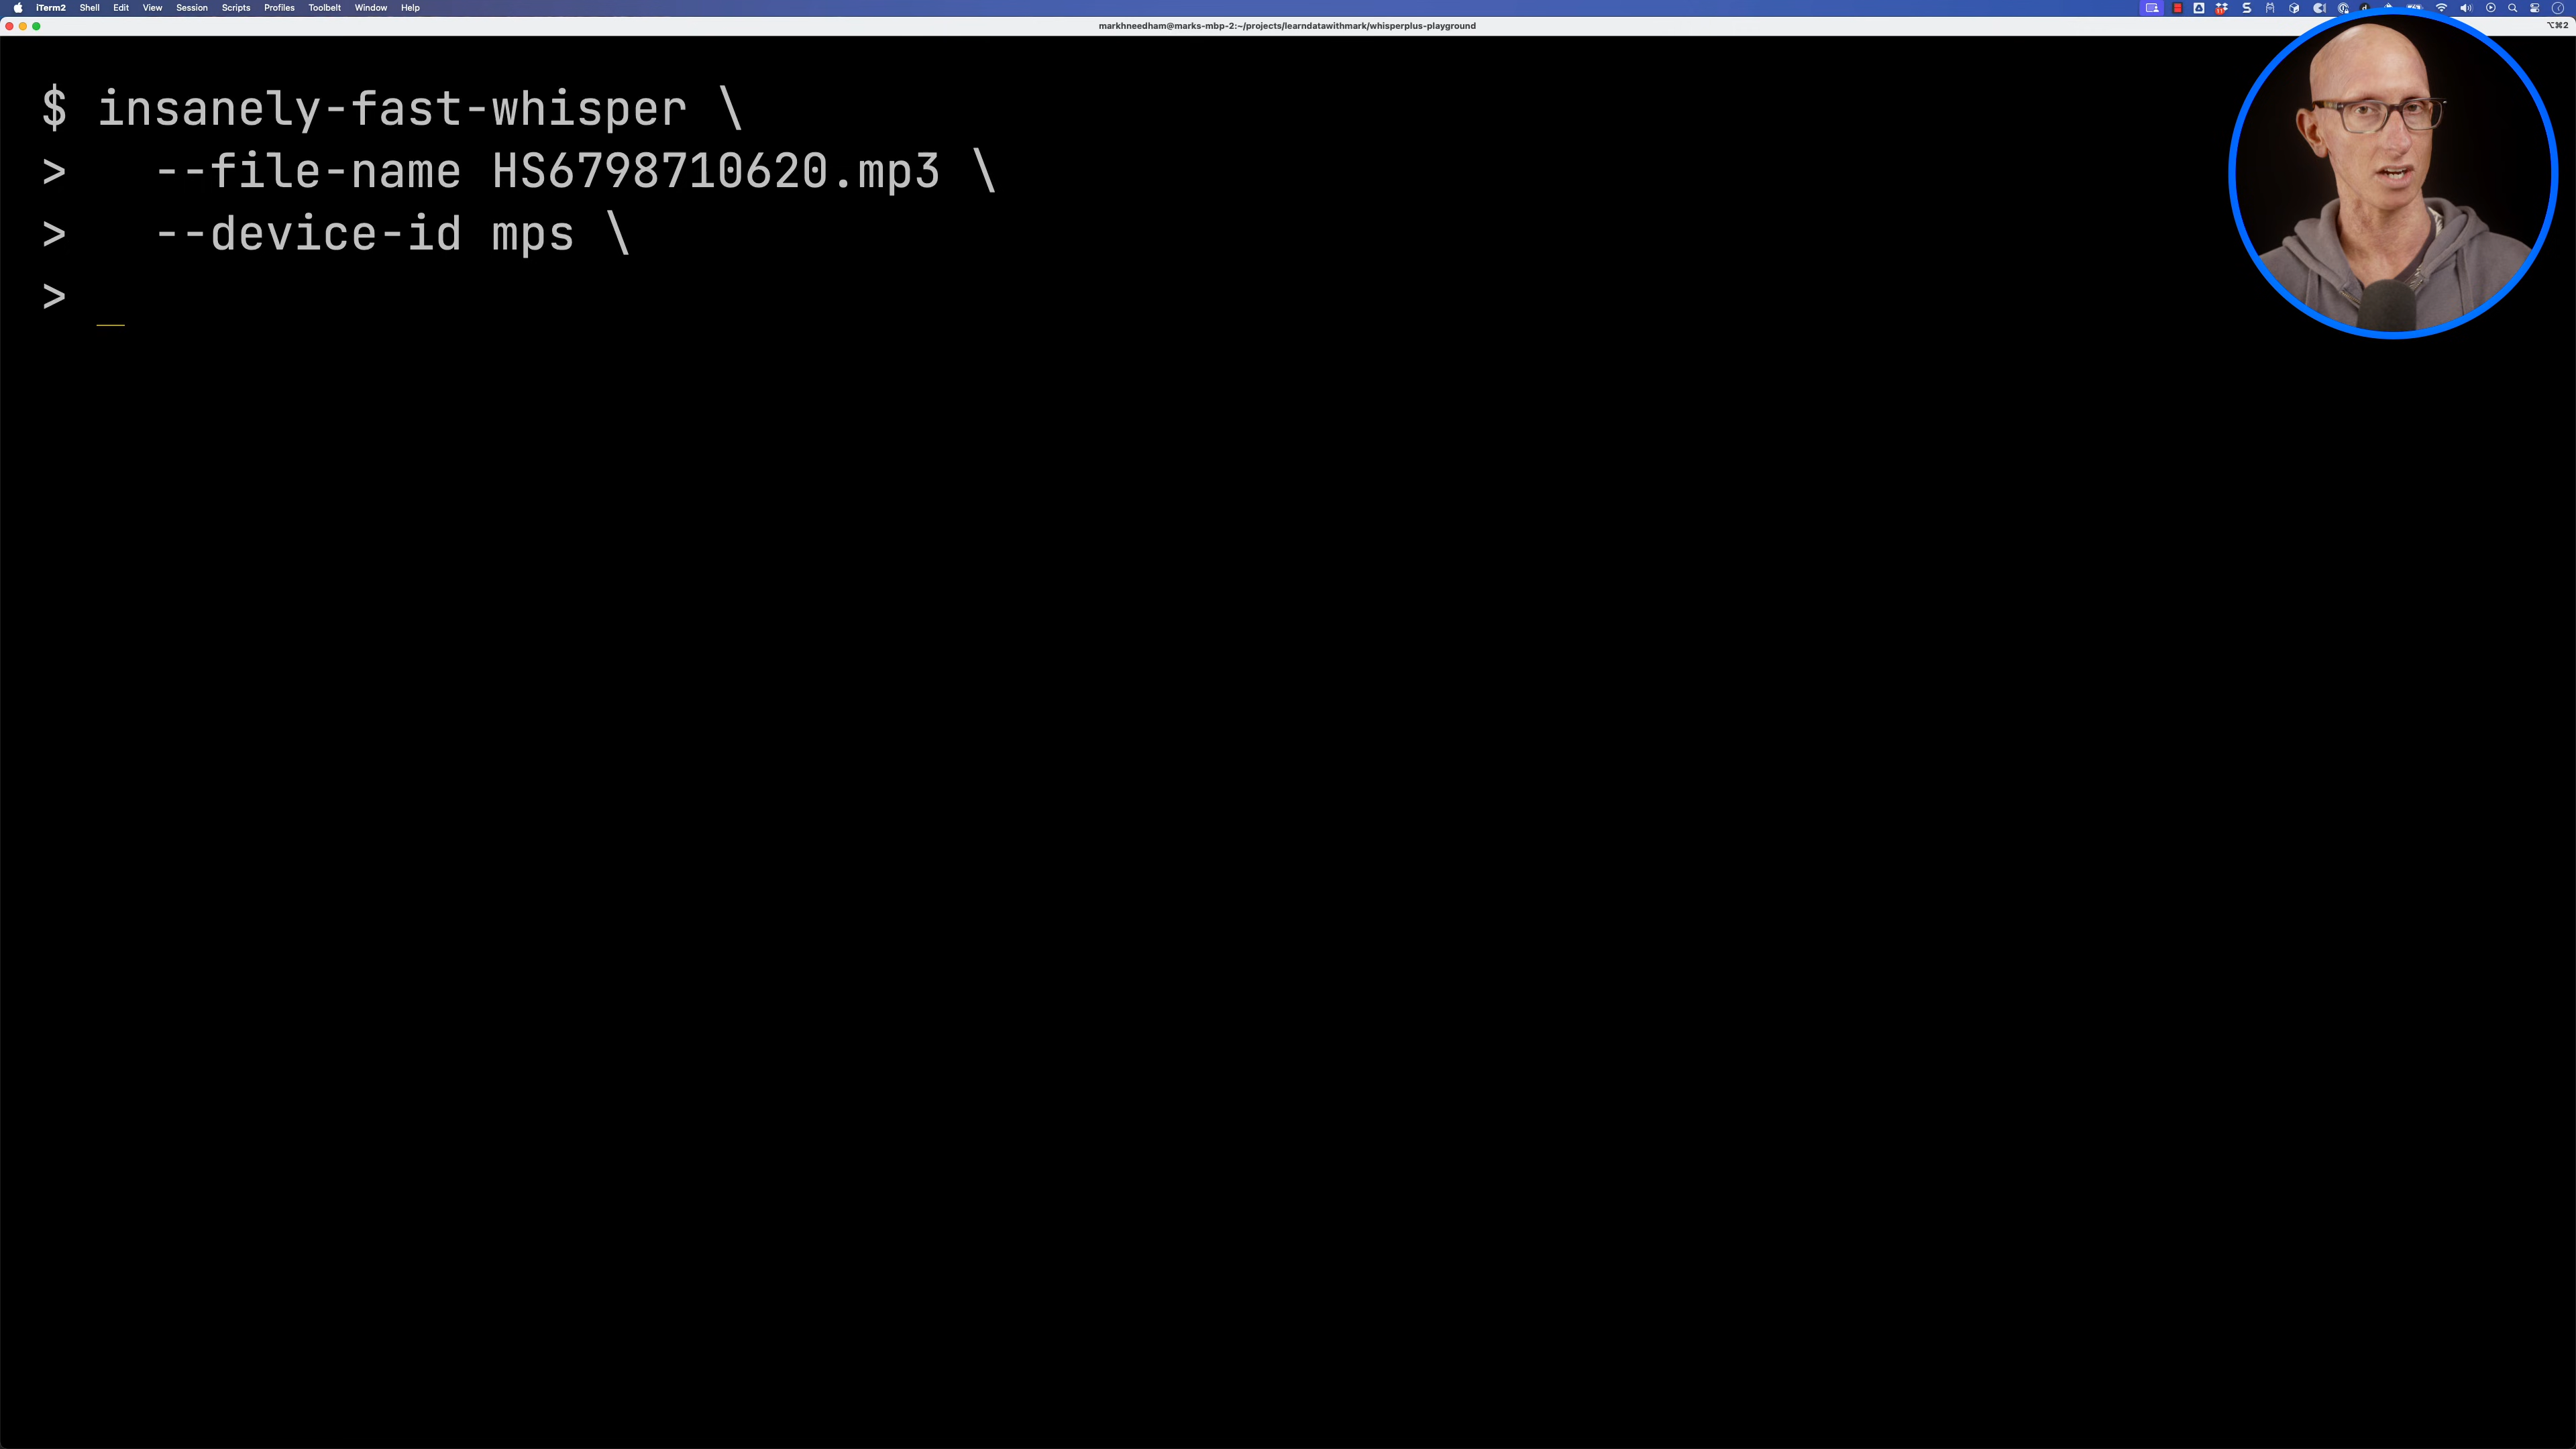 iTerm2 Shell Edit View Session Scripts Profiles Toolbelt Window Help
markhneedham@marks-mbp-2:~/projects/learndatawithmark/whisperplus-playground
⌥⌘2
$ insanely-fast-whisper \
>   --file-name HS6798710620.mp3 \
>   --device-id mps \
>